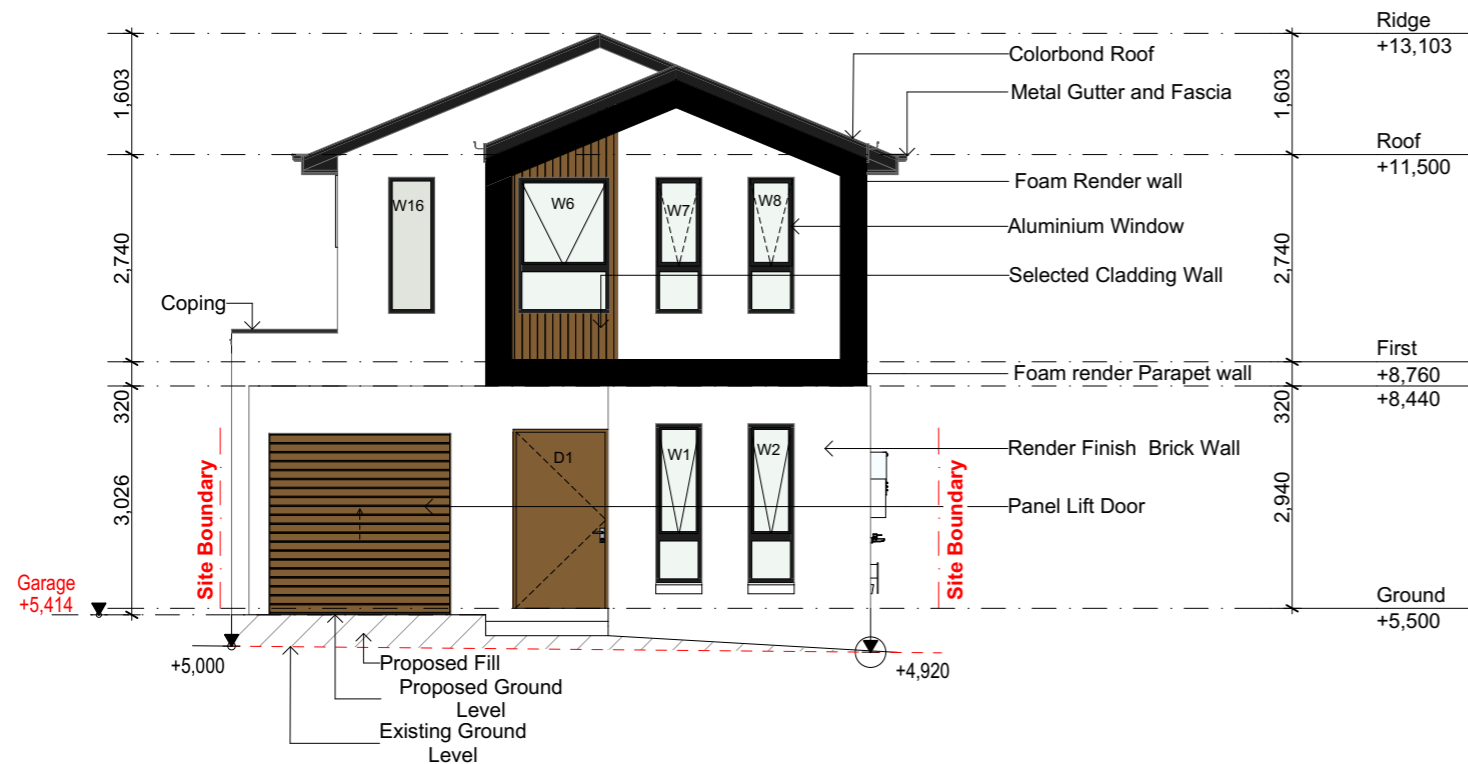 Ridge
+13,103
Colorbond Roof
Metal Gutter and Fascia
1,603
1,603
Roof
+11,500
Foam Render wall
W16
W6
W7
W8
Aluminium Window
2,740
2,740
Selected Cladding Wall
Coping
First
+8,760
Foam render Parapet wall
+8,440
320
320
Render Finish Brick Wall
D1
W1
W2
Site Boundary
Site Boundary
3,026
2,940
Panel Lift Door
Garage
+5,414
Ground
+5,500
+5,000
Proposed Fill
+4,920
Proposed Ground
Level
Existing Ground
Level